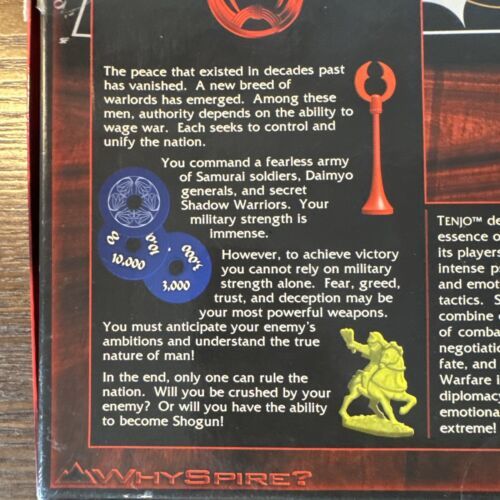 The peace that existed in decades past
has vanished. A new breed of
warlords has emerged. Among these
men, authority depends on the ability to
wage war. Each seeks to control and
unify the nation.
You command a fearless army
of Samurai soldiers, Daimyo
generals, and secret
Shadow Warriors. Your
military strength is
immense.
10,000
3,000
However, to achieve victory
you cannot rely on military
strength alone. Fear, greed,
trust, and deception may be
your most powerful weapons.
You must anticipate your enemy's
ambitions and understand the true
nature of man!
In the end, only one can rule the
nation. Will you be crushed by your
enemy? Or will you have the ability
to become Shogun!
TENJO™ de
essence o
its players
intense p
and emot
tactics. S
combine
of comba
negotiatio
fate, and
Warfare i
diplomacy
emotional
extreme!
WHYSPIRE?